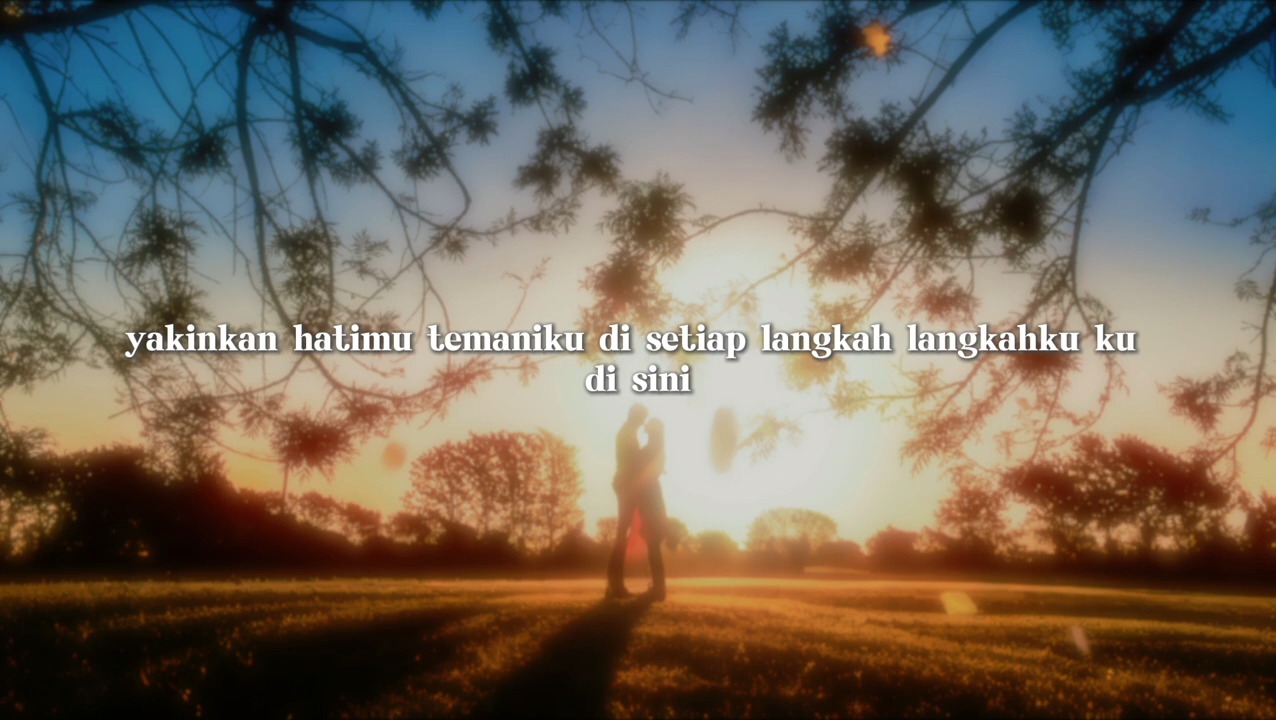 yakinkan hatimu temaniku di setiap langkah langkahku ku
di sini